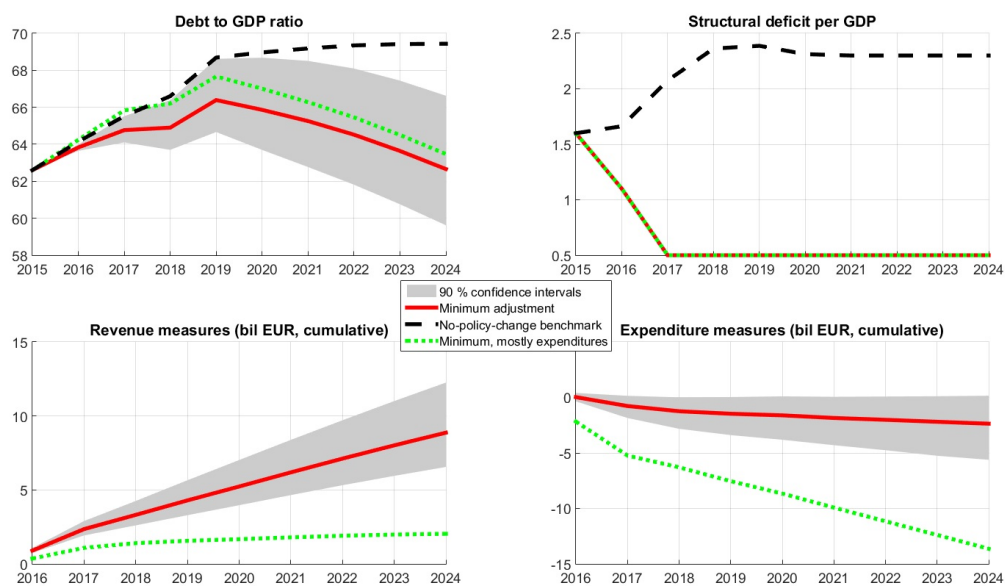 Debt to GDP ratio
70
68
66
64
62
60
58
2015 2016 2017 2018 2019 2020 2021 2022 2023 2024
Structural deficit per GDP
2.5
2
1.5
1
0.5
2015 2016 2017 2018 2019 2020 2021 2022 2023 2024
90 % confidence intervals
Minimum adjustment
No-policy-change benchmark
Minimum, mostly expenditures
Revenue measures (bil EUR, cumulative)
15
10
5
0
2016 2017 2018 2019 2020 2021 2022 2023 2024
Expenditure measures (bil EUR, cumulative)
0
-5
-10
-15
2016 2017 2018 2019 2020 2021 2022 2023 2024